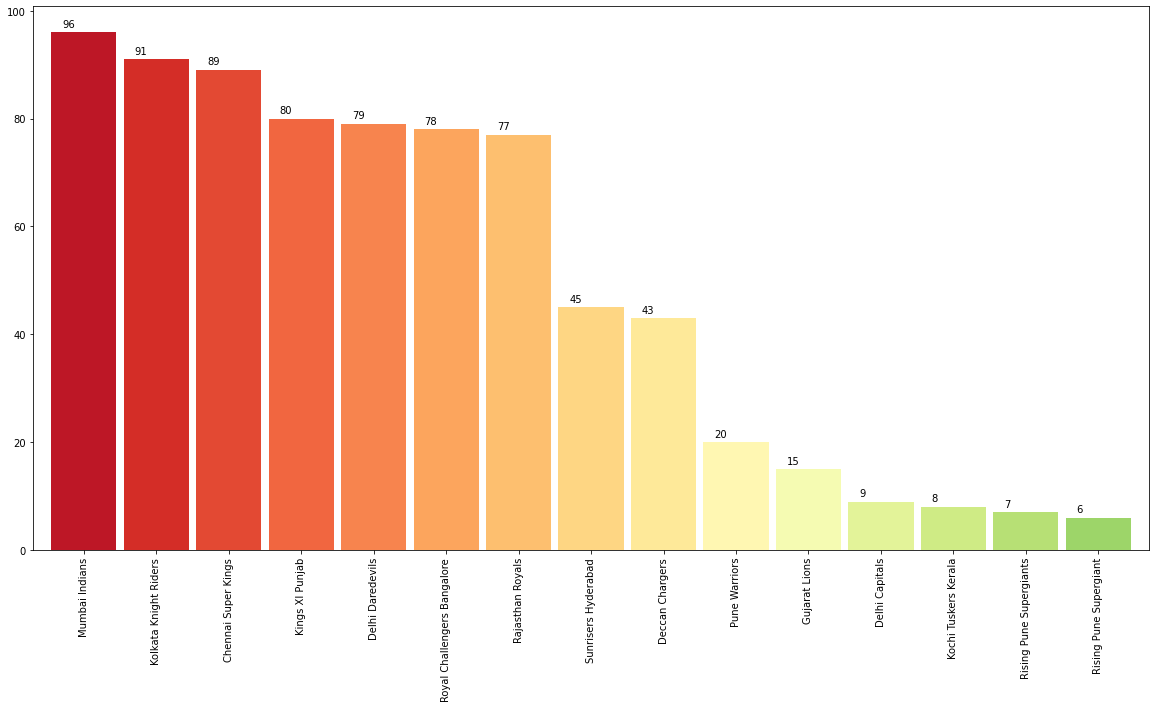 100
80
60
40
20
0
96
91
89
80
79
78
77
45
43
20
15
9
8
7
6
Mumbai Indians
Kolkata Knight Riders
Chennai Super Kings
Kings XI Punjab
Delhi Daredevils
Royal Challengers Bangalore
Rajasthan Royals
Sunrisers Hyderabad
Deccan Chargers
Pune Warriors
Gujarat Lions
Delhi Capitals
Kochi Tuskers Kerala
Rising Pune Supergiants
Rising Pune Supergiant